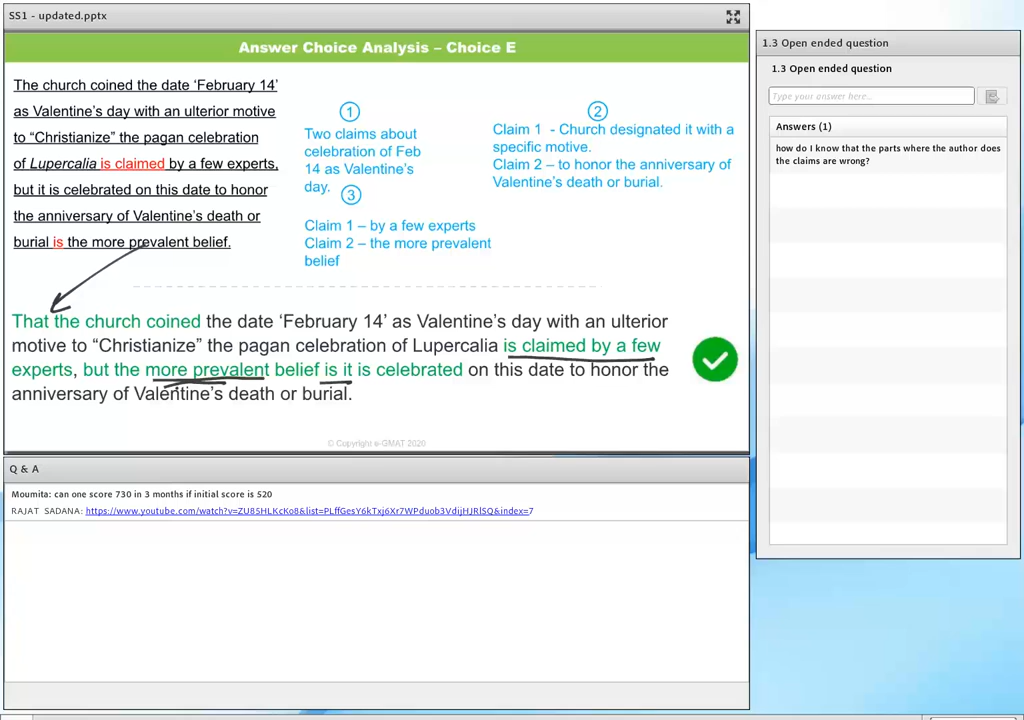 SS1 - updated.pptx
Answer Choice Analysis – Choice E
The church coined the date ‘February 14’
as Valentine’s day with an ulterior motive
to “Christianize” the pagan celebration
of Lupercalia is claimed by a few experts,
but it is celebrated on this date to honor
the anniversary of Valentine’s death or
burial is the more prevalent belief.
1
Two claims about
celebration of Feb
14 as Valentine’s
day.
2
Claim 1 - Church designated it with a
specific motive.
Claim 2 – to honor the anniversary of
Valentine’s death or burial.
3
Claim 1 – by a few experts
Claim 2 – the more prevalent
belief
That the church coined the date ‘February 14’ as Valentine’s day with an ulterior
motive to “Christianize” the pagan celebration of Lupercalia is claimed by a few
experts, but the more prevalent belief is it is celebrated on this date to honor the
anniversary of Valentine’s death or burial.
© Copyright e-GMAT 2020
Q & A
Moumita: can one score 730 in 3 months if initial score is 520
RAJAT SADANA: https://www.youtube.com/watch?v=ZU85HLKcKo8&list=PLffGesY6kTxj6Xr7WPduob3VdijHJRlSQ&index=7
1.3 Open ended question
1.3 Open ended question
Type your answer here...
Answers (1)
how do I know that the parts where the author does
the claims are wrong?